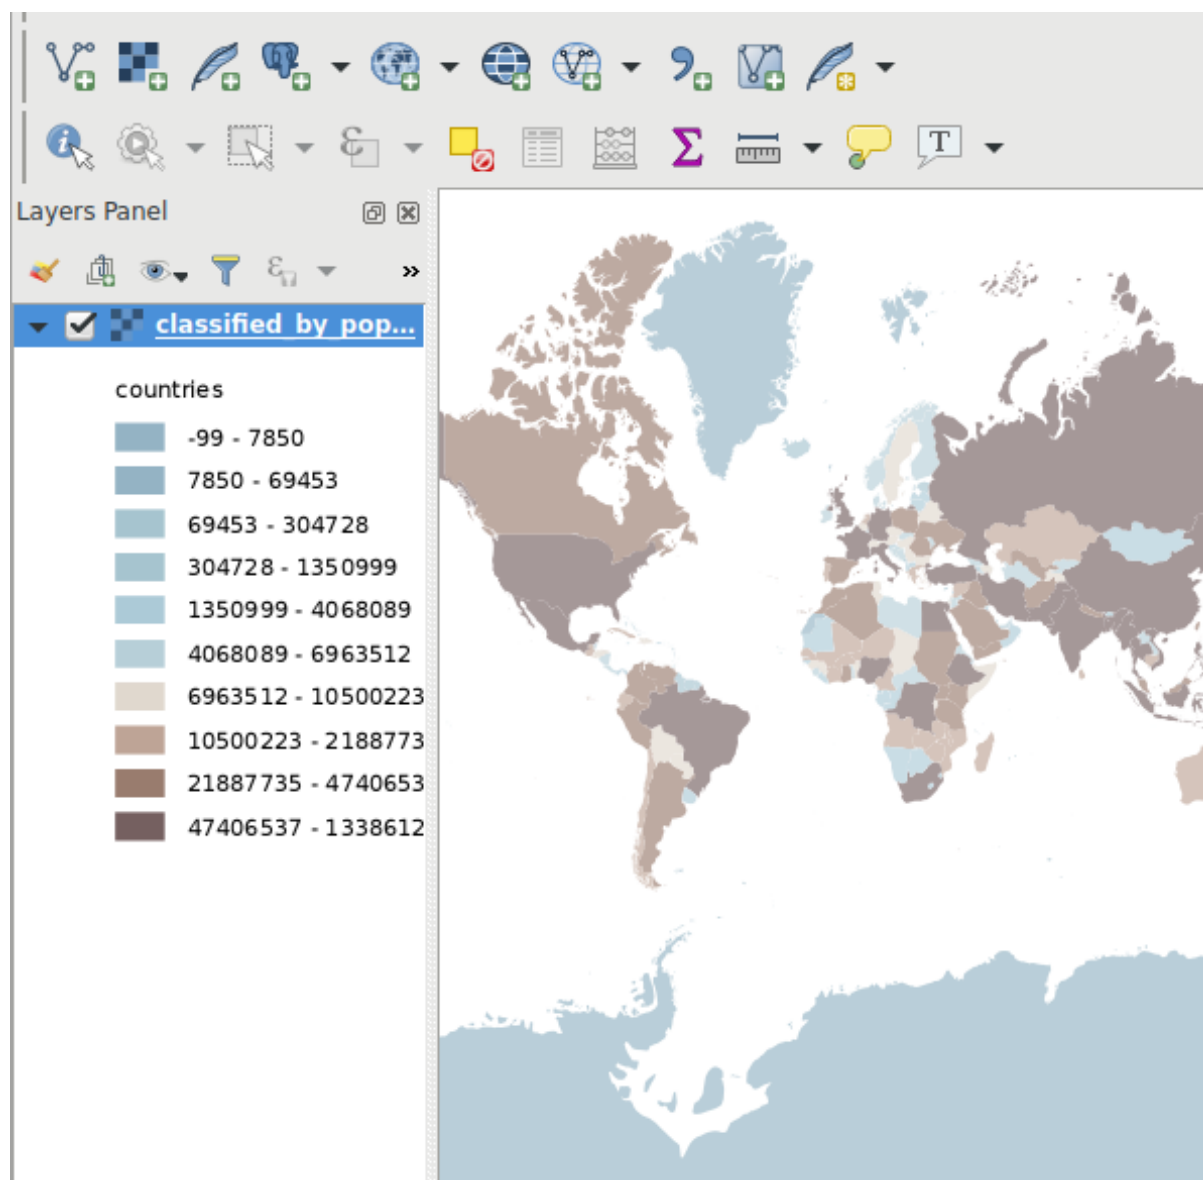 T
Layers Panel
classified_by_pop...
countries
-99 - 7850
7850 - 69453
69453 - 304728
304728 - 1350999
1350999 - 4068089
4068089 - 6963512
6963512 - 10500223
10500223 - 2188773
21887735 - 4740653
47406537 - 1338612